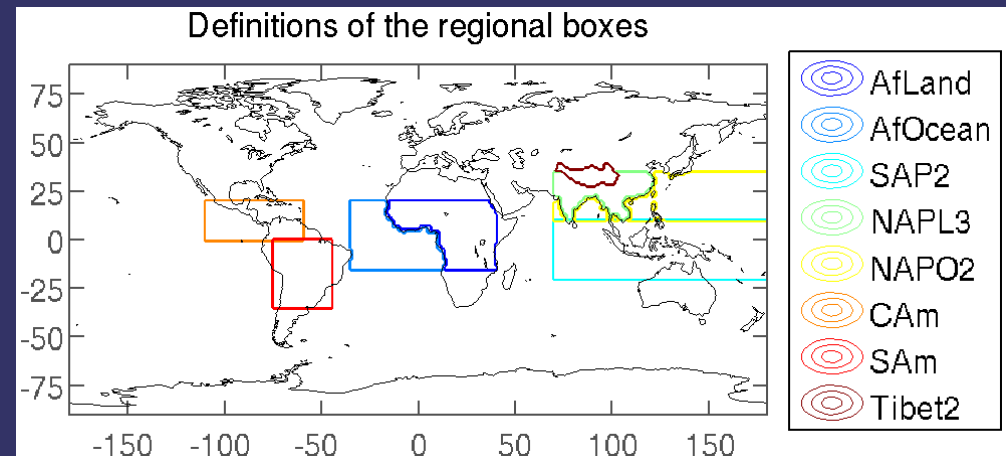 Definitions of the regional boxes
75
50
25
0
-25
-50
-75
-150 -100 -50 0 50 100 150
AfLand
AfOcean
SAP2
NAPL3
NAPO2
CAm
SAm
Tibet2